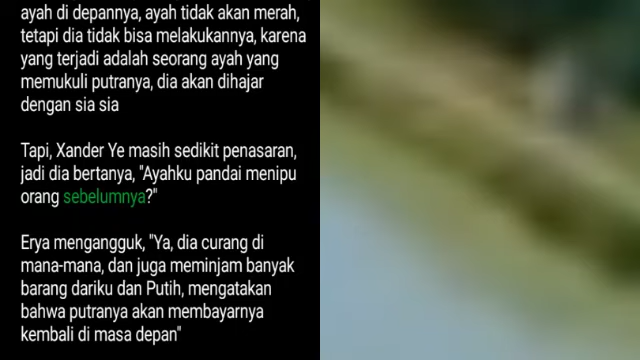 ayah di depannya, ayah tidak akan merah,
tetapi dia tidak bisa melakukannya, karena
yang terjadi adalah seorang ayah yang
memukuli putranya, dia akan dihajar
dengan sia sia
Tapi, Xander Ye masih sedikit penasaran,
jadi dia bertanya, "Ayahku pandai menipu
orang sebelumnya?"
Erya mengangguk, "Ya, dia curang di
mana-mana, dan juga meminjam banyak
barang dariku dan Putih, mengatakan
bahwa putranya akan membayarnya
kembali di masa depan"